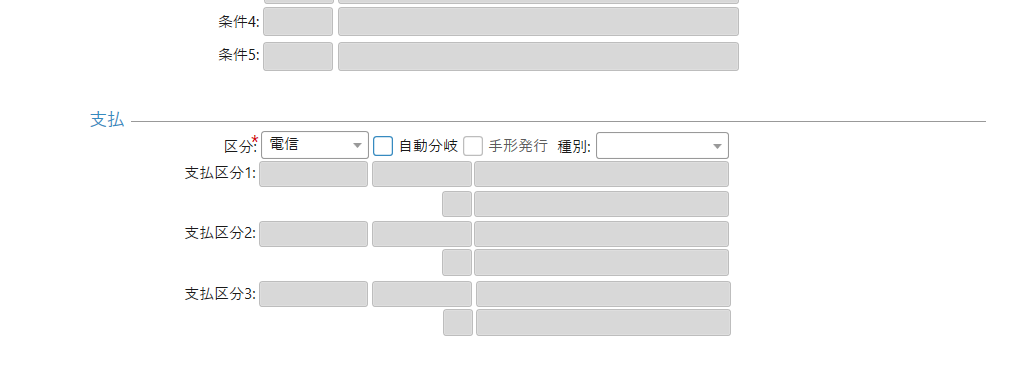 条件4:
条件5:
支払
区分:* 電信 自動分岐 手形発行 種別:
支払区分1:
支払区分2:
支払区分3: